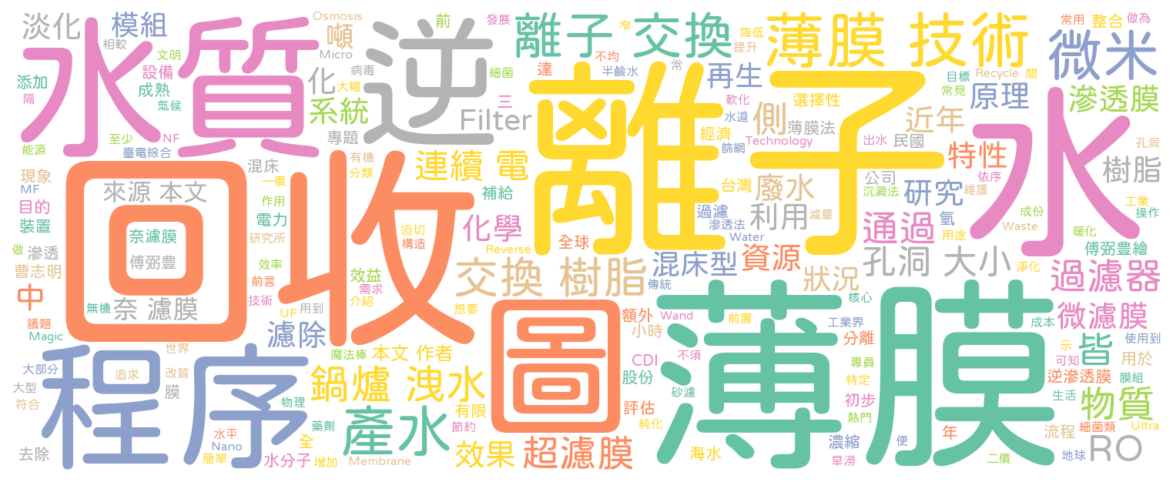 淡化 模組 噸 前 發展 離子 交換 薄膜 技術 降低 常用 整合 做為
Osmosis 相較 Micro 不均 窄 提升
水質 逆 微米
添加 文明 設備 病毒 化 細菌 達 半鹹水 常 再生 目標 Recycle 間
隔 氣候 成熟 大幅 系統 三 選擇性 常見 原理 滲透膜
能源 至少 NF 專題 Filter 離子 軟化 水道 經濟 側 薄膜法 近年 孔洞
臺電綜合 篩網 Technology 出水 民國 水
現象 混床 有機 分類 連續 電 補給 台灣 廢水 公司 沉澱法 特性 依序 樹脂
MF 目的 裝置 來源 本文 一價 作用 過濾 滲透法 利用 研究 維護 工業 操作
回收 奈濾膜 電力 迫切 構造 化學 減量 Water 氫 通過 成份 Waste 用途 暖化 傅弼豐繪
做 滲透 傅弼豐 研究所 Reverse 全球 混床型 資源 孔洞 大小 淨化 過濾器
曹志明 效率 效益 需求 交換 樹脂 傳統 狀況
中 無機 奈 濾膜 前言 技術 介紹 想要 額外 Wand 前置 核心 微濾膜
議題 Magic 濾除 UF 用到 小時 工業界 成本 示 使用到
程序 世界 魔法棒 本文 作者 圖 薄膜 CDI 不須 分離 皆 用於
大部分 追求 改質 股份 專員 可知 逆滲透膜 膜組
大型 符合 膜 鍋爐 洩水 砂濾 特定 生活 物質
物理 有限 評估 純化 初步 細菌類
水平 藥劑 產水 節約 熱門 年 流程 Ultra
去除 Nano 簡單 全 水分子 增加 Membrane 效果 超濾膜 海水 濃縮 旱澇 便 二價 地球 RO